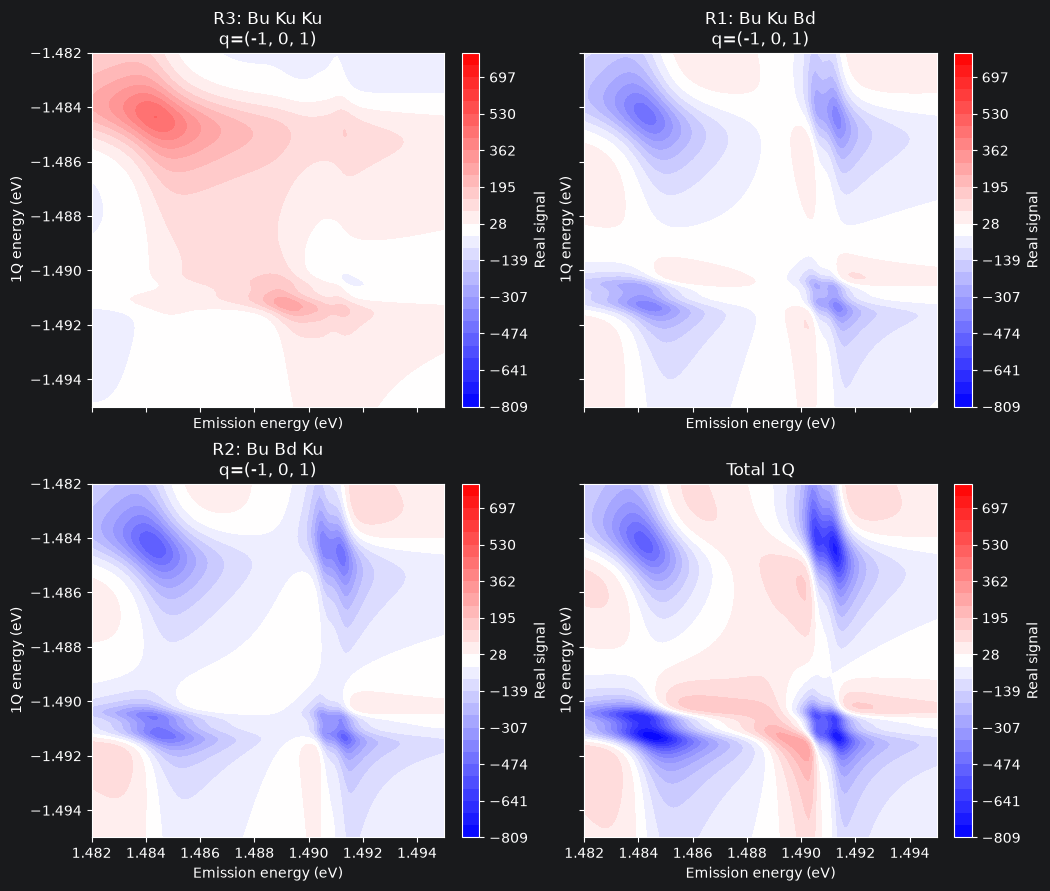 R3: Bu Ku Ku
q=(-1, 0, 1)
−1.482
−1.484
−1.486
−1.488
−1.490
−1.492
−1.494
1Q energy (eV)
Emission energy (eV)
697
530
362
195
28
−139
−307
−474
−641
−809
Real signal
R1: Bu Ku Bd
q=(-1, 0, 1)
1Q energy (eV)
Emission energy (eV)
697
530
362
195
28
−139
−307
−474
−641
−809
Real signal
R2: Bu Bd Ku
q=(-1, 0, 1)
−1.482
−1.484
−1.486
−1.488
−1.490
−1.492
−1.494
1Q energy (eV)
1.482 1.484 1.486 1.488 1.490 1.492 1.494
Emission energy (eV)
697
530
362
195
28
−139
−307
−474
−641
−809
Real signal
Total 1Q
1Q energy (eV)
1.482 1.484 1.486 1.488 1.490 1.492 1.494
Emission energy (eV)
697
530
362
195
28
−139
−307
−474
−641
−809
Real signal